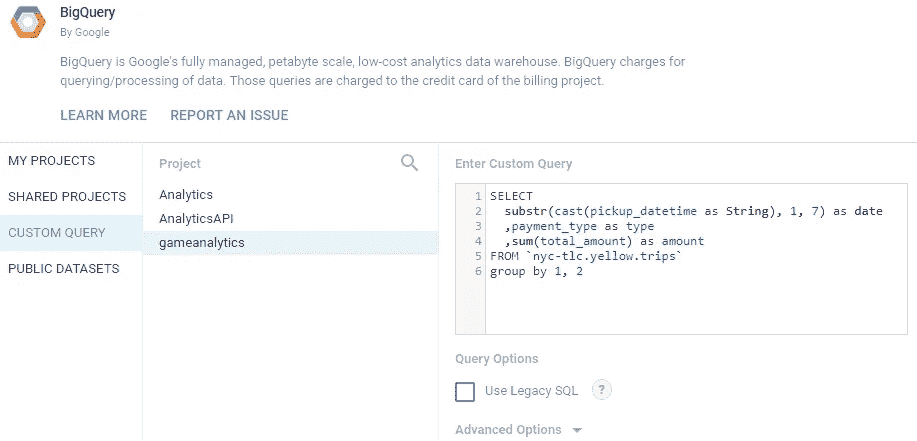 BigQuery
By Google
BigQuery is Google's fully managed, petabyte scale, low-cost analytics data warehouse. BigQuery charges for
querying/processing of data. Those queries are charged to the credit card of the billing project.
LEARN MORE REPORT AN ISSUE
MY PROJECTS
SHARED PROJECTS
CUSTOM QUERY
PUBLIC DATASETS
Project
Analytics
AnalyticsAPI
gameanalytics
Enter Custom Query
1 SELECT
2 substr(cast(pickup_datetime as String), 1, 7) as date
3 ,payment_type as type
4 ,sum(total_amount) as amount
5 FROM `nyc-tlc.yellow.trips`
6 group by 1, 2
Query Options
Use Legacy SQL ?
Advanced Options